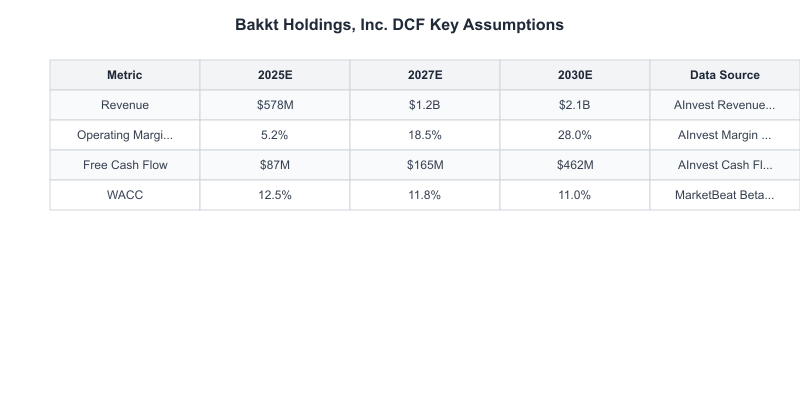 Bakkt Holdings, Inc. DCF Key Assumptions
Metric 2025E 2027E 2030E Data Source
Revenue $578M $1.2B $2.1B AInvest Revenue...
Operating Margi... 5.2% 18.5% 28.0% AInvest Margin ...
Free Cash Flow $87M $165M $462M AInvest Cash Fl...
WACC 12.5% 11.8% 11.0% MarketBeat Beta...